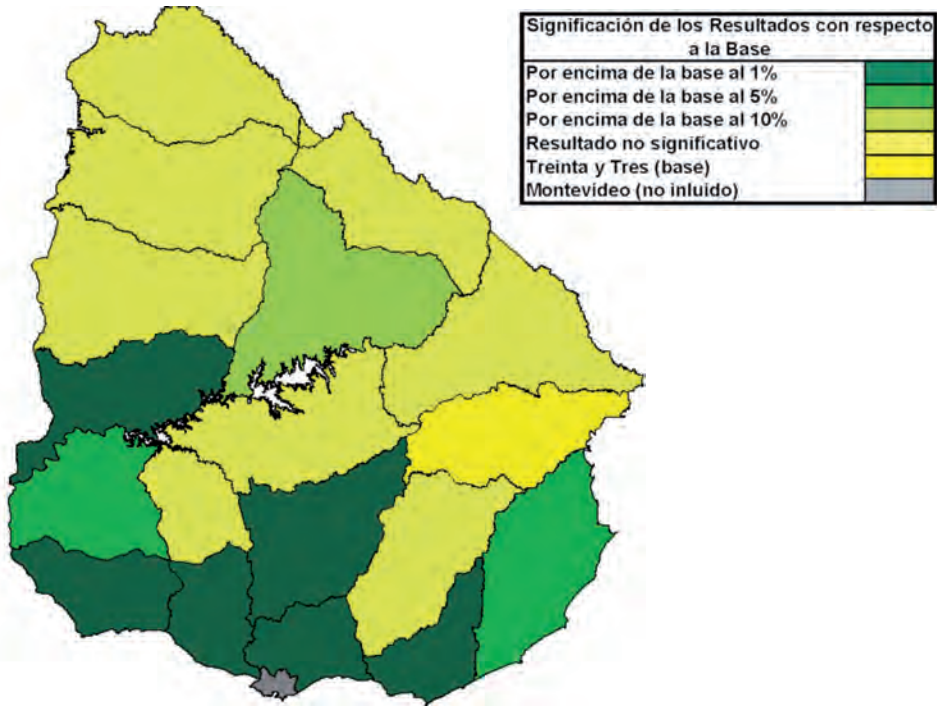 Significación de los Resultados con respecto
a la Base
Por encima de la base al 1%
Por encima de la base al 5%
Por encima de la base al 10%
Resultado no significativo
Treinta y Tres (base)
Montevideo (no inluido)